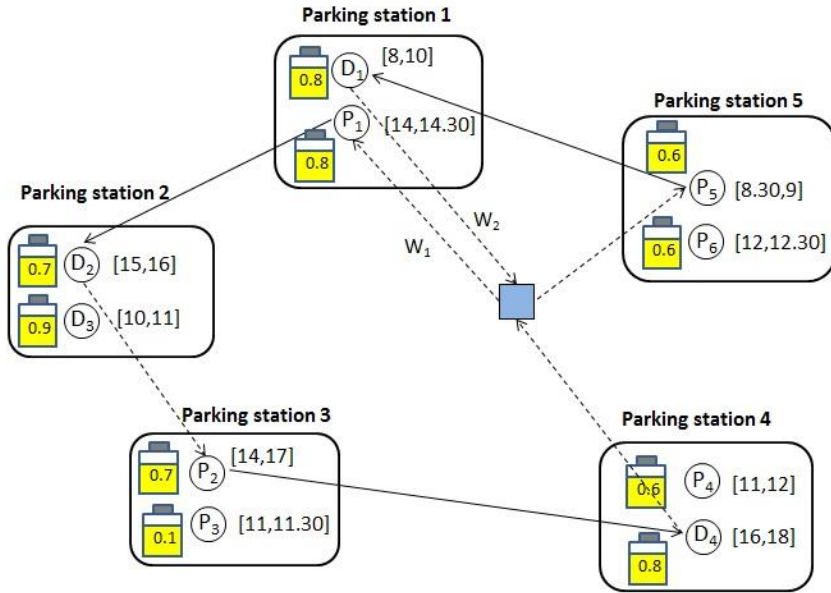 Parking station 1
0.8 D1 [8,10]
P1 [14,14.30]
0.8
Parking station 5
0.6
P5 [8.30,9]
0.6 P6 [12,12.30]
Parking station 2
0.7 D2 [15,16]
0.9 D3 [10,11]
W1 W2
Parking station 3
0.7 P2 [14,17]
0.1 P3 [11,11.30]
Parking station 4
0.6 P4 [11,12]
D4 [16,18]
0.8